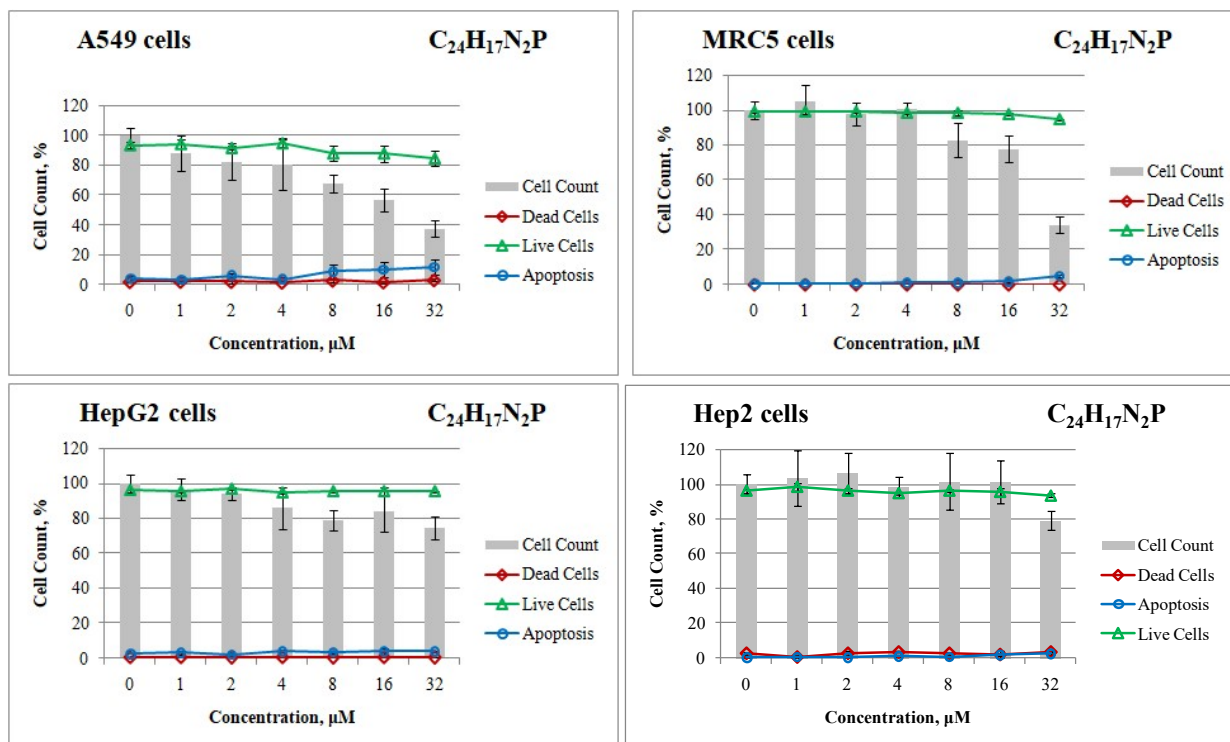 A549 cells C₂₄H₁₇N₂P
120
100
80
60
40
20
0
Cell Count, %
0 1 2 4 8 16 32
Concentration, µM
Cell Count
Dead Cells
Live Cells
Apoptosis
MRC5 cells C₂₄H₁₇N₂P
120
100
80
60
40
20
0
Cell Count, %
0 1 2 4 8 16 32
Concentration, µM
Cell Count
Dead Cells
Live Cells
Apoptosis
HepG2 cells C₂₄H₁₇N₂P
120
100
80
60
40
20
0
Cell Count, %
0 1 2 4 8 16 32
Concentration, µM
Cell Count
Dead Cells
Live Cells
Apoptosis
Hep2 cells C₂₄H₁₇N₂P
120
100
80
60
40
20
0
Cell Count, %
0 1 2 4 8 16 32
Concentration, µM
Cell Count
Dead Cells
Apoptosis
Live Cells